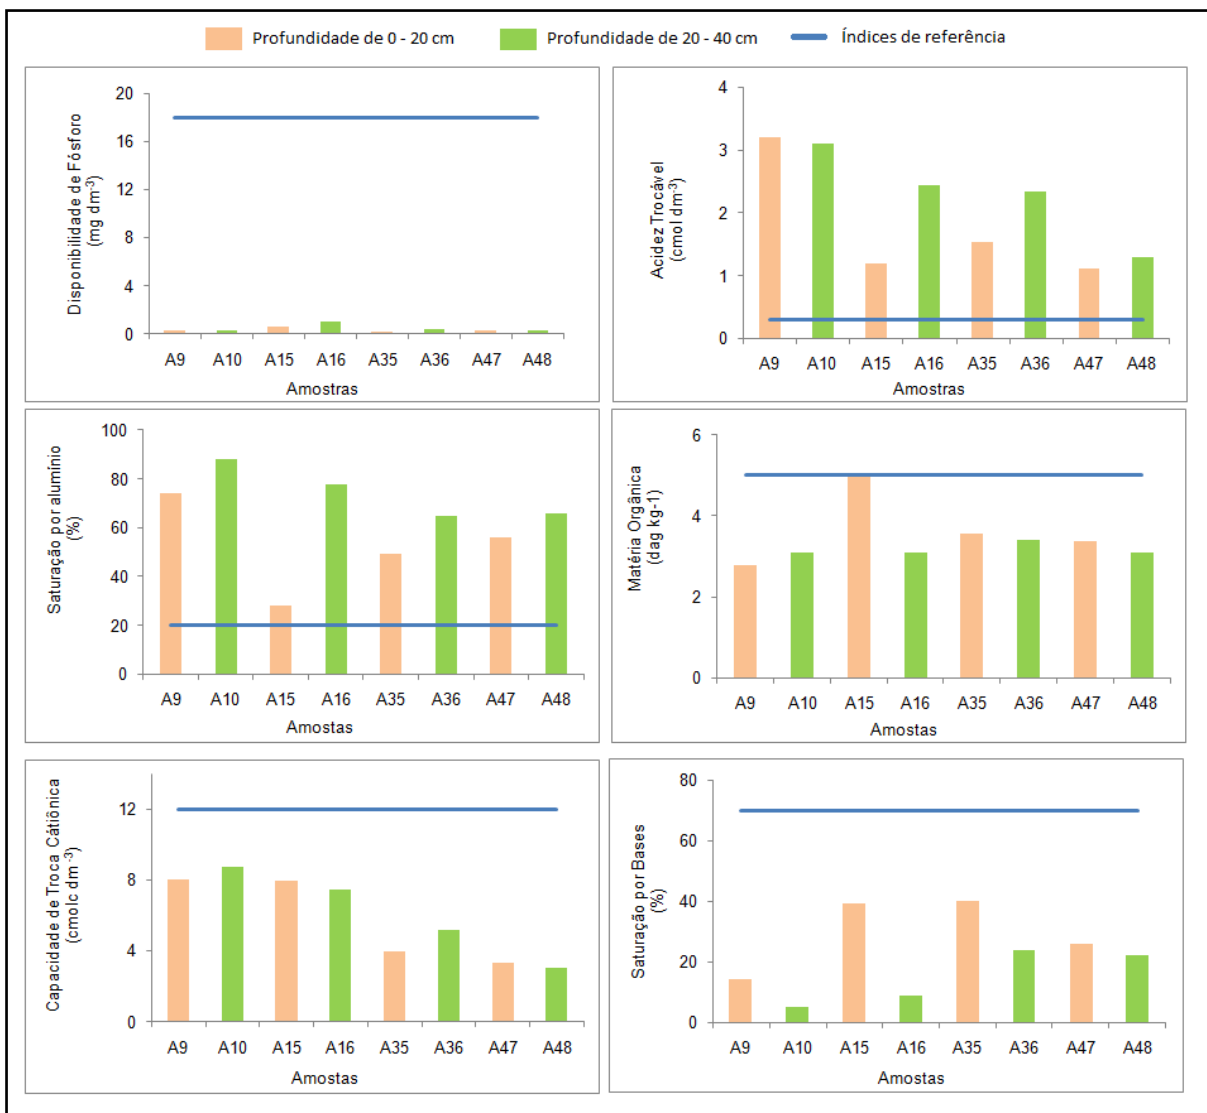 Profundidade de 0 - 20 cm
Profundidade de 20 - 40 cm
Índices de referência
Disponibilidade de Fósforo
(mg dm-3)
20
16
12
8
4
0
A9 A10 A15 A16 A35 A36 A47 A48
Amostras
Acidez Trocável
(cmol dm-3)
4
3
2
1
0
A9 A10 A15 A16 A35 A36 A47 A48
Amostras
Saturação por alumínio
(%)
100
80
60
40
20
0
A9 A10 A15 A16 A35 A36 A47 A48
Amostas
Matéria Orgânica
(dag kg-1)
6
4
2
0
A9 A10 A15 A16 A35 A36 A47 A48
Amostas
Capacidade de Troca Cátiônica
(cmolc dm-3)
12
8
4
0
A9 A10 A15 A16 A35 A36 A47 A48
Amostas
Saturação por Bases
(%)
80
60
40
20
0
A9 A10 A15 A16 A35 A36 A47 A48
Amostas